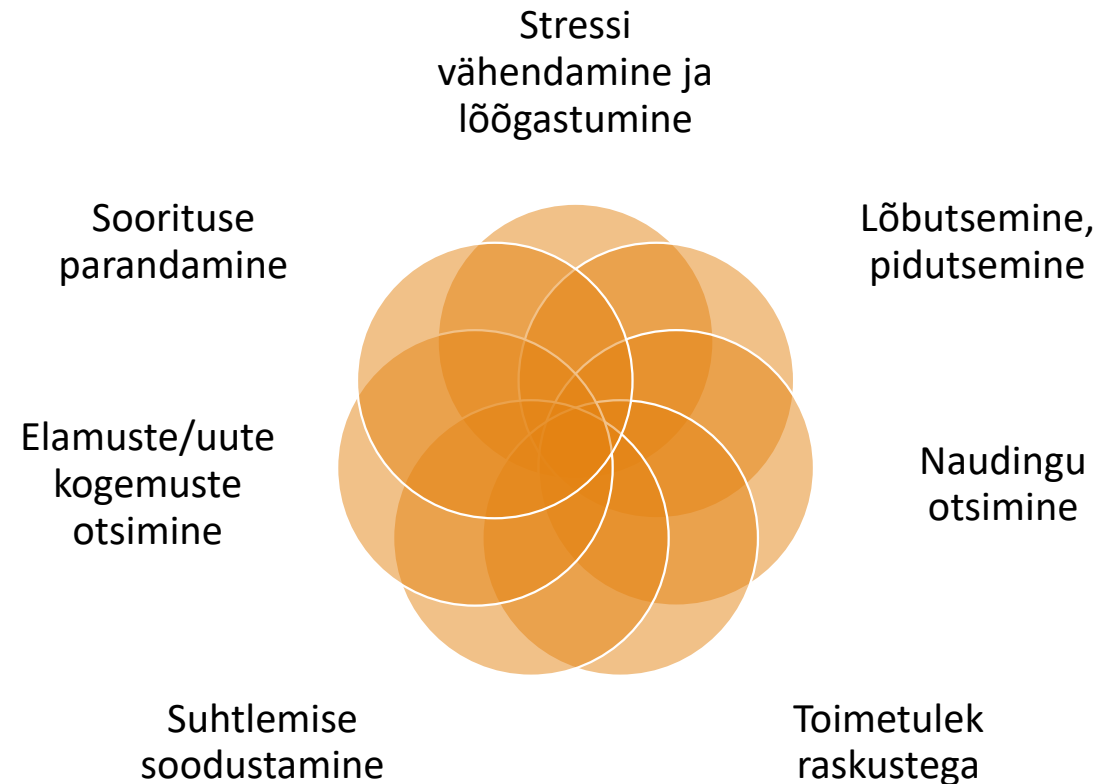 Stressi
vähendamine ja
lõõgastumine
Lõbutsemine,
pidutsemine
Naudingu
otsimine
Toimetulek
raskustega
Suhtlemise
soodustamine
Elamuste/uute
kogemuste
otsimine
Soorituse
parandamine